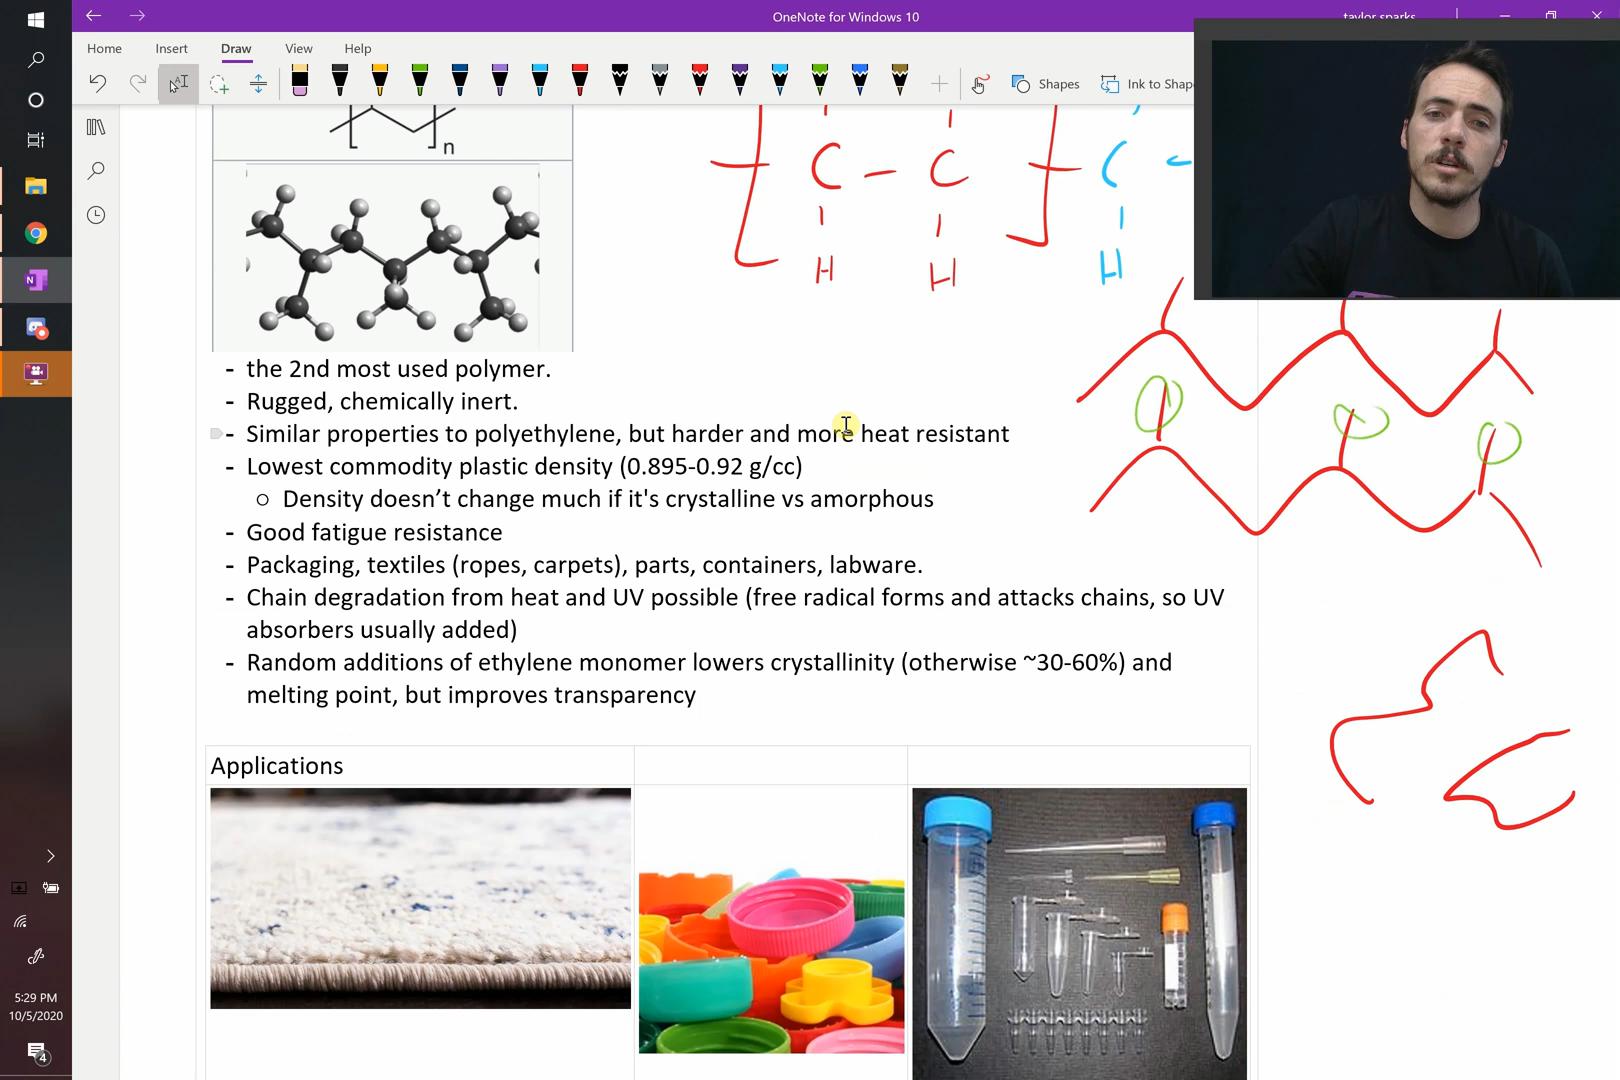 OneNote for Windows 10
taylor sparks
Home Insert Draw View Help
Shapes
Ink to Shap
n
C - C C -
H H H
- the 2nd most used polymer.
- Rugged, chemically inert.
- Similar properties to polyethylene, but harder and more heat resistant
- Lowest commodity plastic density (0.895-0.92 g/cc)
○ Density doesn’t change much if it's crystalline vs amorphous
- Good fatigue resistance
- Packaging, textiles (ropes, carpets), parts, containers, labware.
- Chain degradation from heat and UV possible (free radical forms and attacks chains, so UV
absorbers usually added)
- Random additions of ethylene monomer lowers crystallinity (otherwise ~30-60%) and
melting point, but improves transparency
Applications
5:29 PM
10/5/2020
4